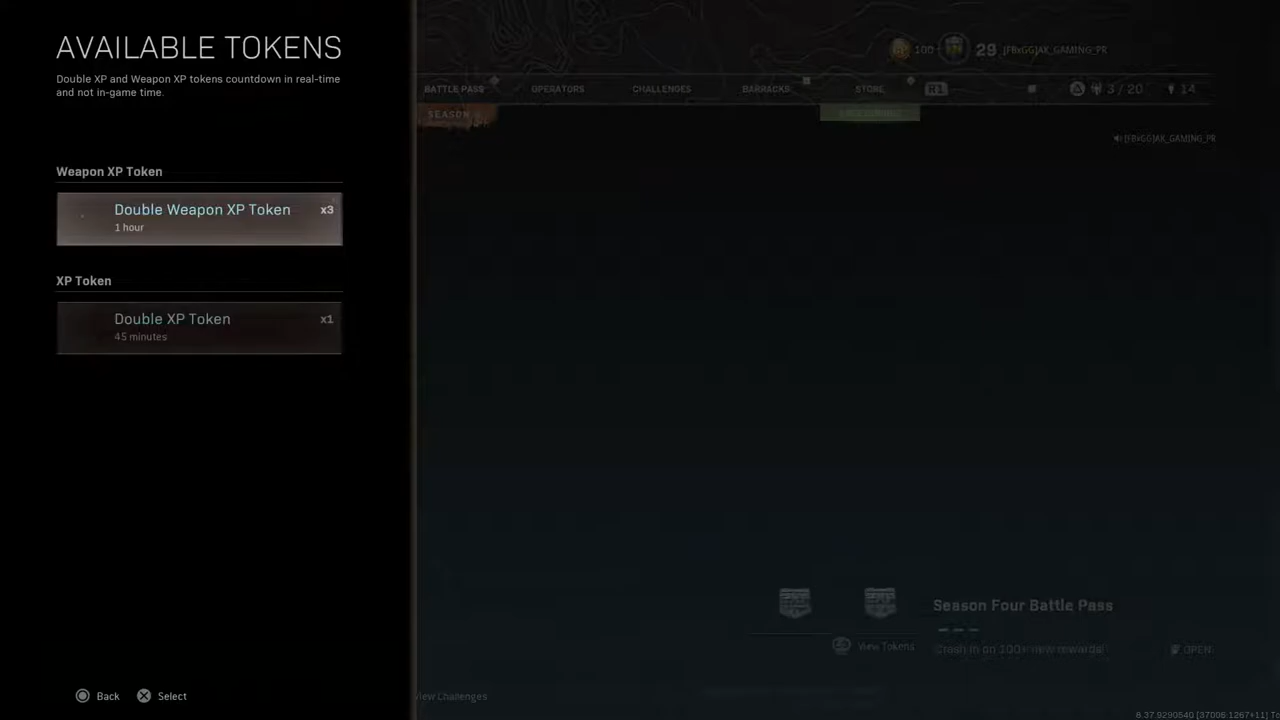 AVAILABLE TOKENS
Double XP and Weapon XP tokens countdown in real-time
and not in-game time.
Weapon XP Token
Double Weapon XP Token x3
1 hour
XP Token
Double XP Token x1
45 minutes
Back Select
100 29 [FBxGG]AK_GAMING_PR
BATTLE PASS OPERATORS CHALLENGES BARRACKS STORE R1 3 / 20 14
SEASON
[FBxGG]AK_GAMING_PR
Season Four Battle Pass
View Tokens
Crash in on 100+ new rewards! OPEN
View Challenges